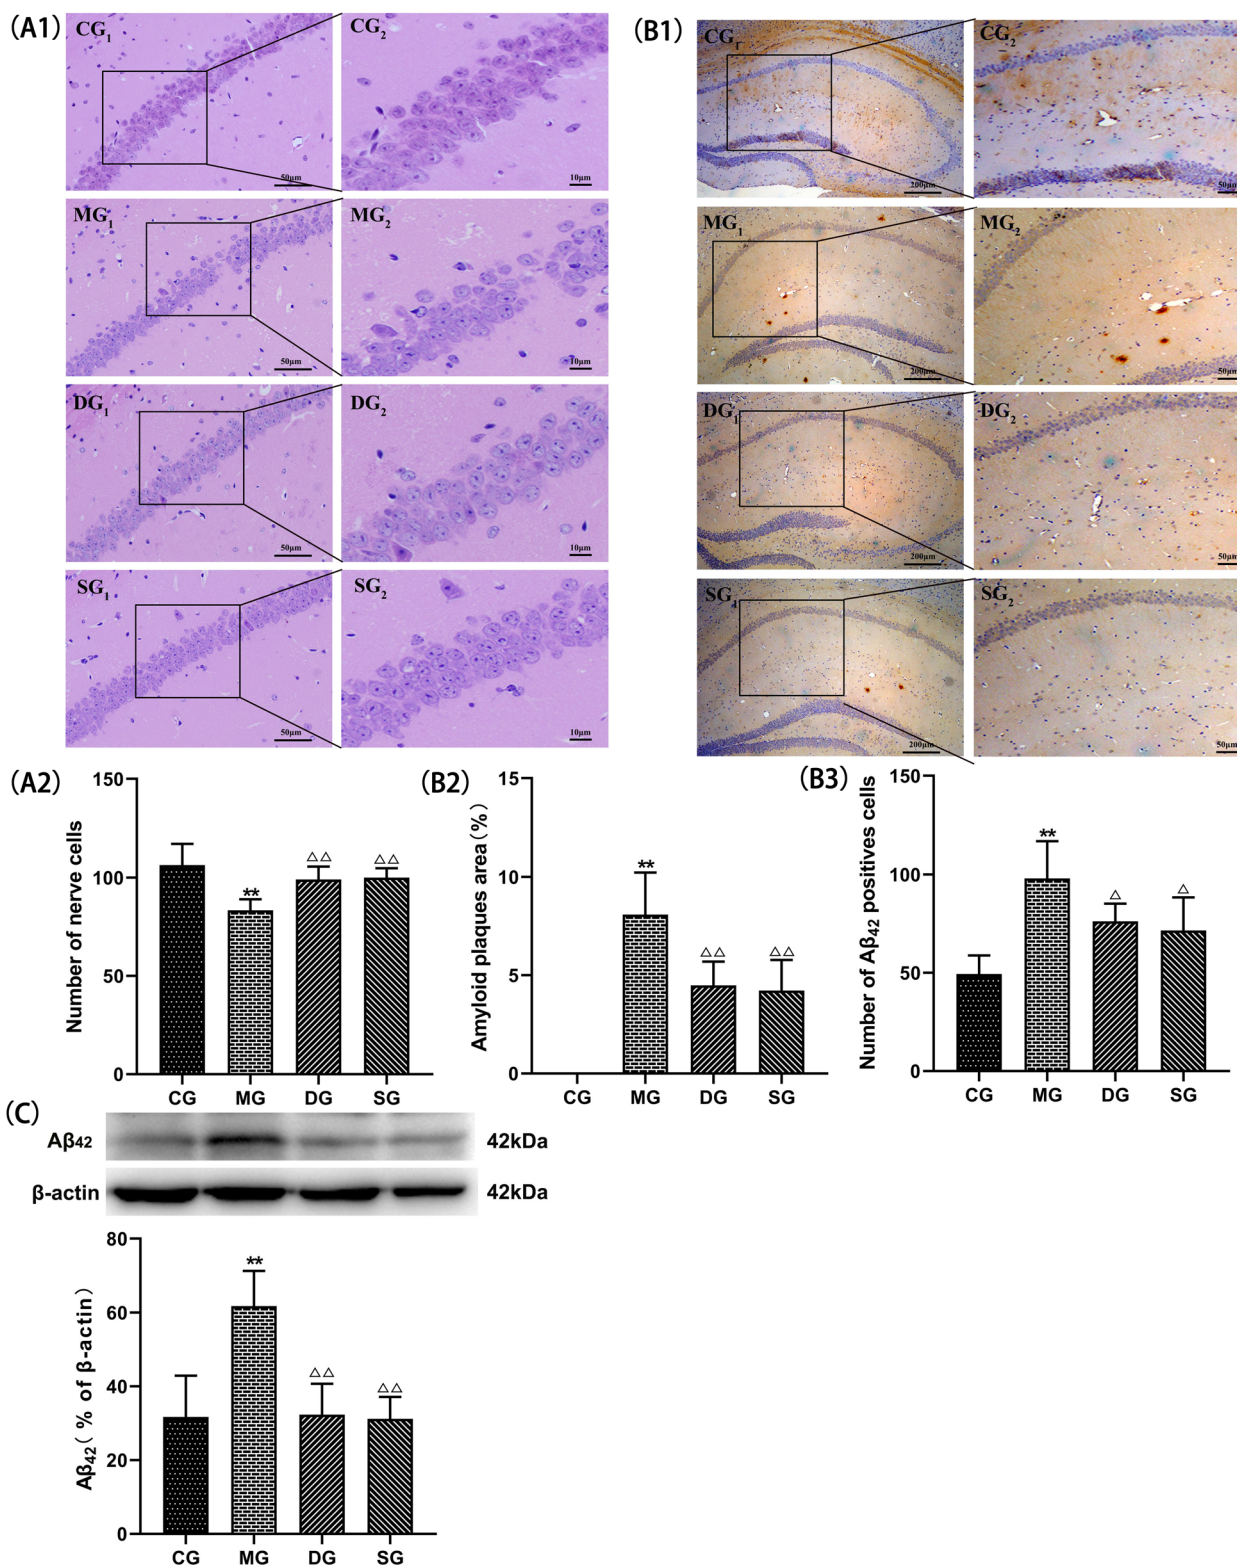 (A1)
CG1
50μm
CG2
10μm
MG1
50μm
MG2
10μm
DG1
50μm
DG2
10μm
SG1
50μm
SG2
10μm
(B1)
CG1
200μm
CG2
50μm
MG1
200μm
MG2
50μm
DG1
200μm
DG2
50μm
SG1
200μm
SG2
50μm
(A2)
Number of nerve cells
150
100
50
0
**
△△
△△
CG MG DG SG
(B2)
Amyloid plaques area(%)
15
10
5
0
**
△△
△△
CG MG DG SG
(B3)
Number of Aβ42 positives cells
150
100
50
0
**
△
△
CG MG DG SG
(C)
Aβ42 42kDa
β-actin 42kDa
Aβ42( % of β-actin)
80
60
40
20
0
**
△△
△△
CG MG DG SG